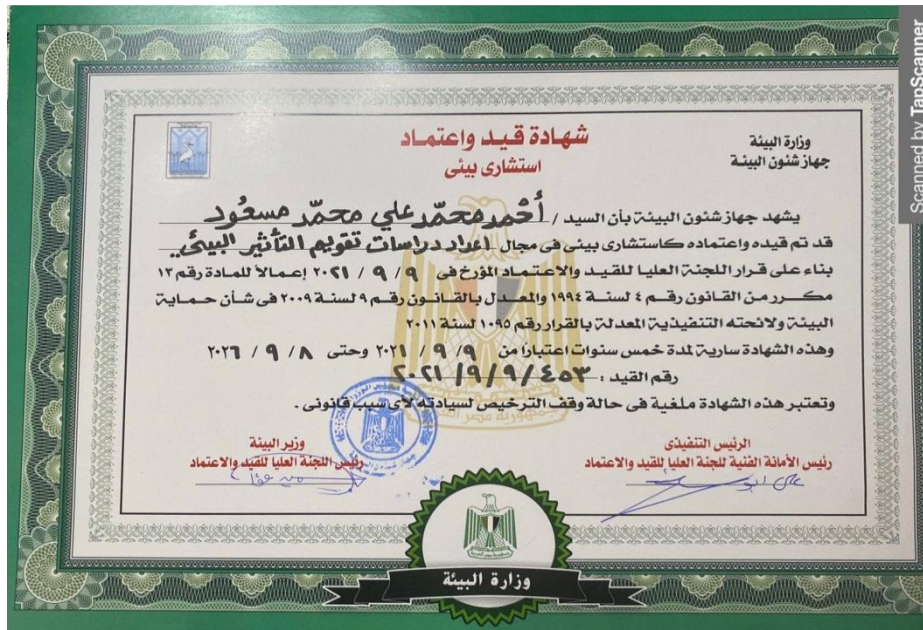 وزارة البيئة
جهاز شئون البيئة
شهادة قيد واعتماد
استشارى بيئى
يشهد جهاز شئون البيئة بأن السيد / أحمد محمد علي محمد مسعود
قد تم قيده واعتماده كاستشارى بيئى فى مجال إعداد دراسات تقويم التأثير البيئي
بناء على قرار اللجنة العليا للقيد والاعتماد المؤرخ فى ٩ / ٩ / ٢٠٢١ إعمالاً للمادة رقم ١٣
مكرر من القانون رقم ٤ لسنة ١٩٩٤ والمعدل بالقانون رقم ٩ لسنة ٢٠٠٩ فى شأن حماية
البيئة ولائحته التنفيذية المعدلة بالقرار رقم ١٠٩٥ لسنة ٢٠١١
وهذه الشهادة سارية لمدة خمس سنوات اعتبارا من ٩ / ٩ / ٢٠٢١ وحتى ٨ / ٩ / ٢٠٢٦
رقم القيد : ٤٥٣ / ٩ / ٩ / ٢٠٢١
وتعتبر هذه الشهادة ملغية فى حالة وقف الترخيص لسيادته لأى سبب قانونى .
الرئيس التنفيذى
رئيس الأمانة الفنية للجنة العليا للقيد والاعتماد
وزير البيئة
رئيس اللجنة العليا للقيد والاعتماد
وزارة البيئة
Scanned by TapScanner